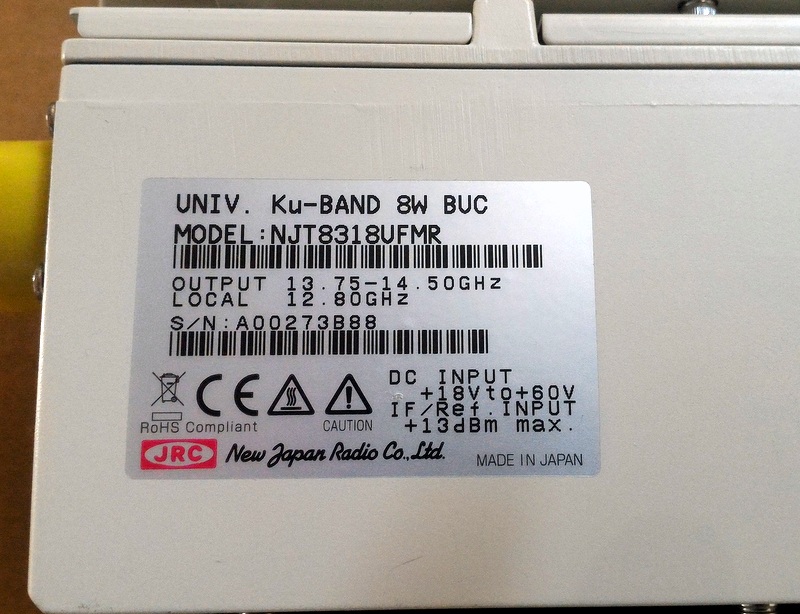 UNIV. Ku-BAND 8W BUC
MODEL:NJT8318UFMR
OUTPUT 13.75-14.50GHz
LOCAL 12.80GHz
S/N:A00273B88
DC INPUT
+18Vto+60V
IF/Ref.INPUT
+13dBm max.
RoHS Compliant
CE
CAUTION
JRC New Japan Radio Co.,Ltd.
MADE IN JAPAN